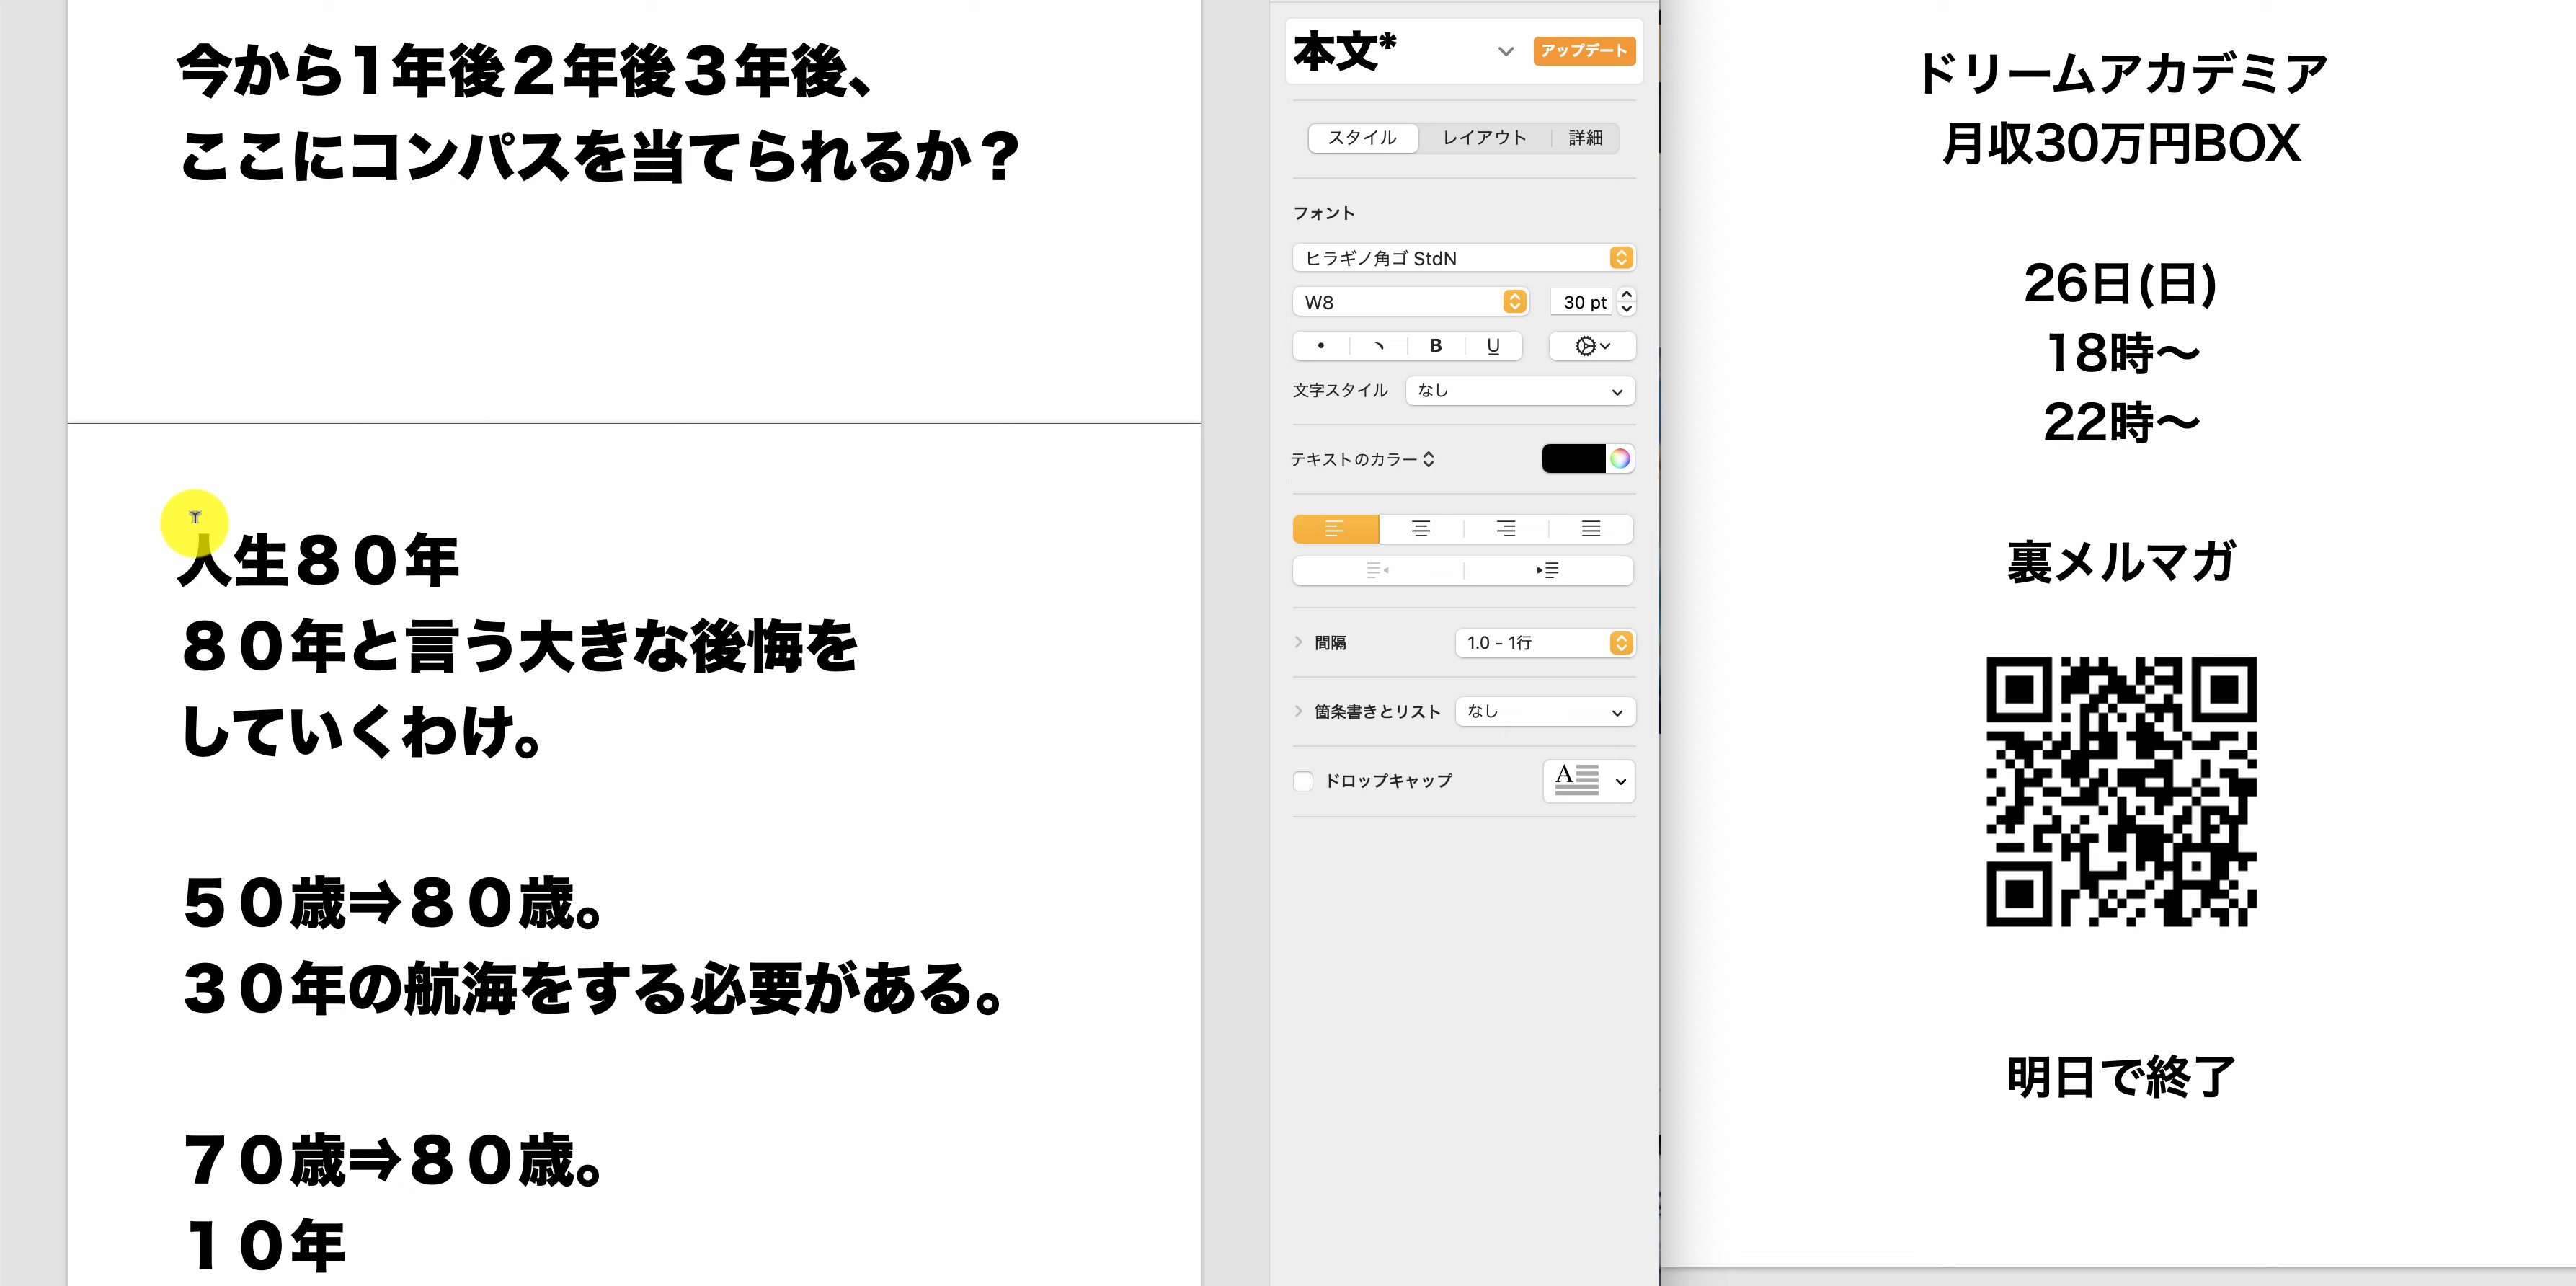 今から1年後２年後３年後、
ここにコンパスを当てられるか？
人生８０年
８０年と言う大きな後悔を
していくわけ。
５０歳⇒８０歳。
３０年の航海をする必要がある。
７０歳⇒８０歳。
１０年
本文*
アップデート
スタイル
レイアウト
詳細
フォント
ヒラギノ角ゴ StdN
W8
30 pt
B
U
文字スタイル
なし
テキストのカラー
間隔
1.0 - 1行
箇条書きとリスト
なし
ドロップキャップ
A
ドリームアカデミア
月収30万円BOX
26日(日)
18時〜
22時〜
裏メルマガ
明日で終了